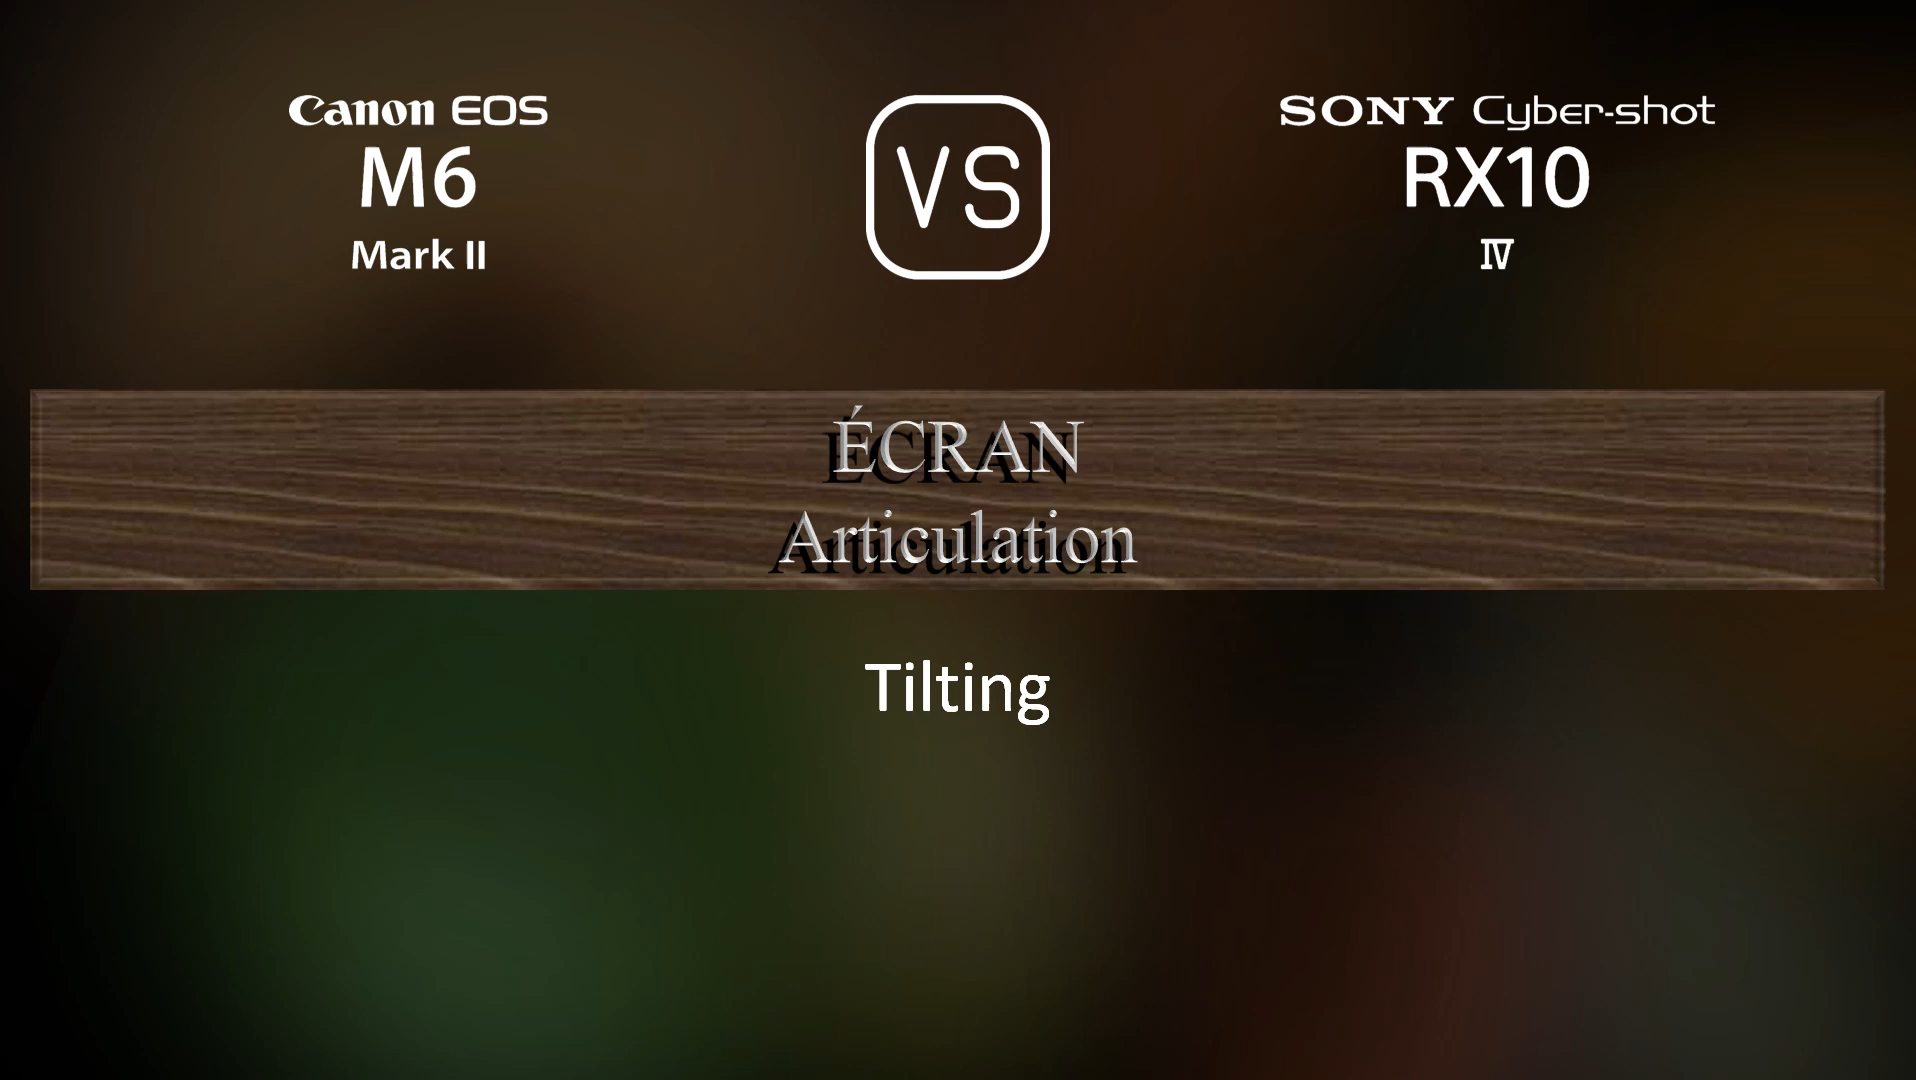 Canon EOS
M6
Mark II
VS
SONY Cyber-shot
RX10
IV
ÉCRAN
Articulation
Tilting